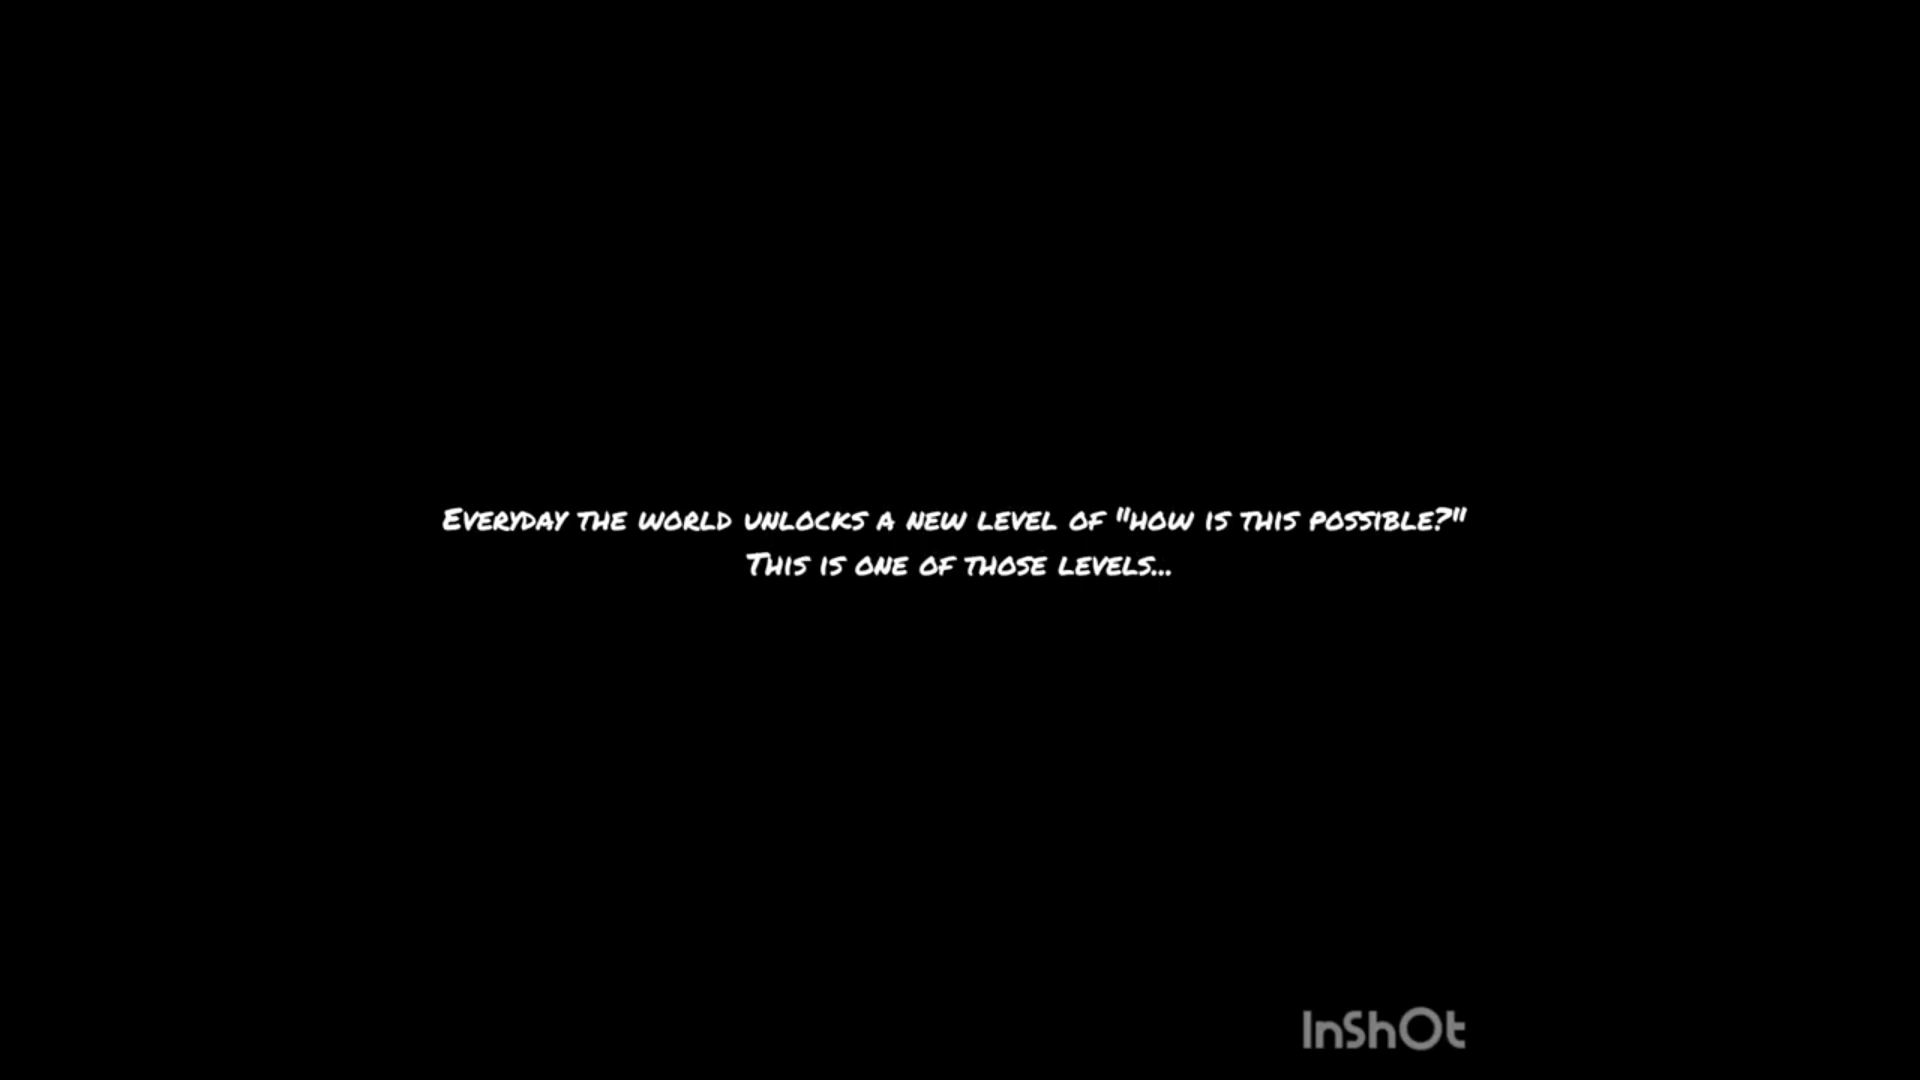 Everyday the world unlocks a new level of "how is this possible?"
This is one of those levels...
InShOt